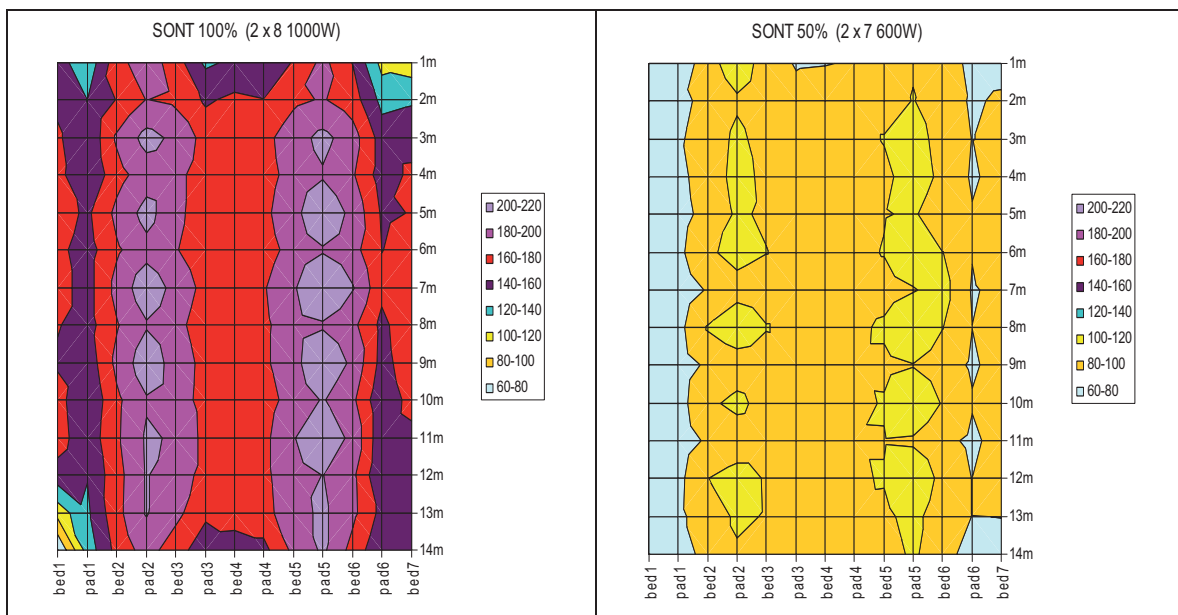 SONT 100% (2 x 8 1000W)
1m
2m
3m
4m
5m
6m
7m
8m
9m
10m
11m
12m
13m
14m
bed1
pad1
bed2
pad2
bed3
pad3
bed4
pad4
bed5
pad5
bed6
pad6
bed7
200-220
180-200
160-180
140-160
120-140
100-120
80-100
60-80
SONT 50% (2 x 7 600W)
1m
2m
3m
4m
5m
6m
7m
8m
9m
10m
11m
12m
13m
14m
bed1
pad1
bed2
pad2
bed3
pad3
bed4
pad4
bed5
pad5
bed6
pad6
bed7
200-220
180-200
160-180
140-160
120-140
100-120
80-100
60-80